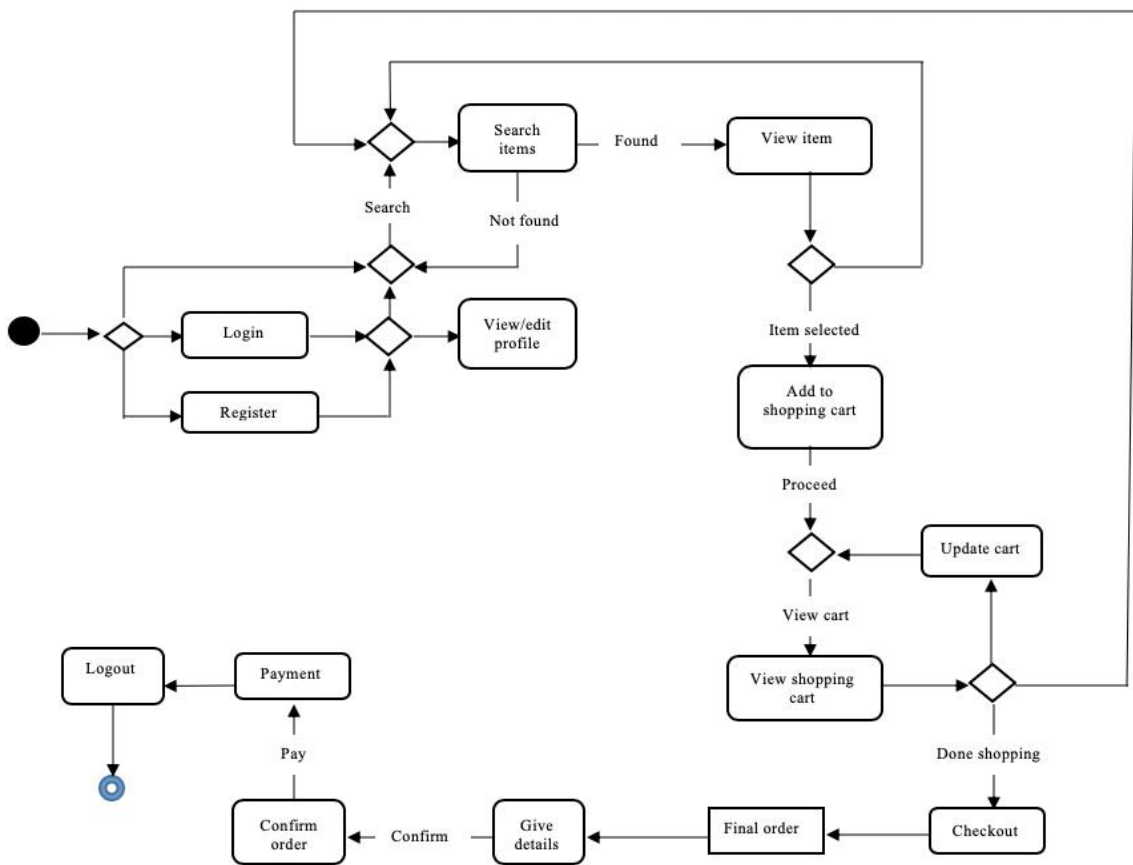 Search
items
Found
View item
Search
Not found
Login
View/edit
profile
Register
Item selected
Add to
shopping cart
Proceed
Update cart
View cart
View shopping
cart
Done shopping
Logout
Payment
Pay
Confirm
order
Confirm
Give
details
Final order
Checkout